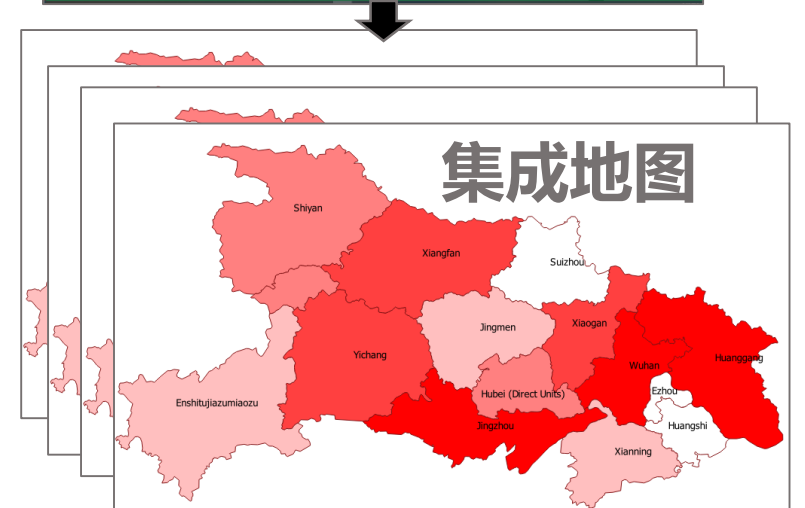 集成地图
Shiyan
Xiangfan
Suizhou
Xiaogan
Jingmen
Yichang
Huanggang
Wuhan
Ezhou
Hubei (Direct Units)
Enshitujiazumiaozu
Jingzhou
Huangshi
Xianning